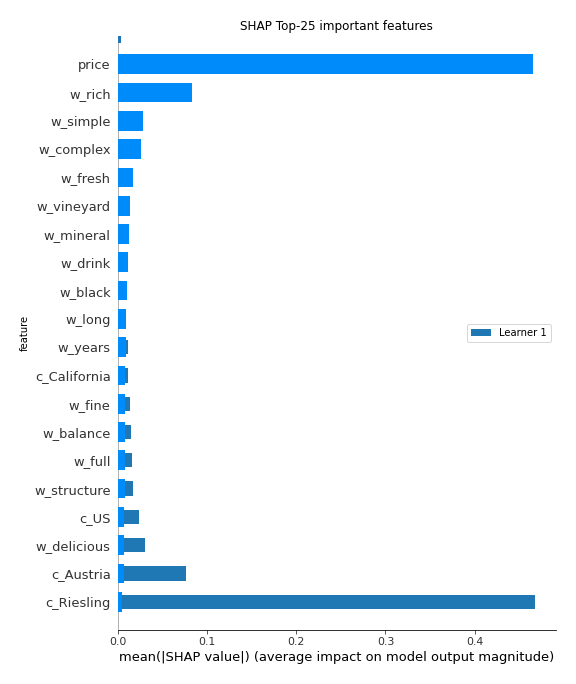 SHAP Top-25 important features
price
w_rich
w_simple
w_complex
w_fresh
w_vineyard
w_mineral
w_drink
w_black
w_long
w_years
c_California
w_fine
w_balance
w_full
w_structure
c_US
w_delicious
c_Austria
c_Riesling
feature
Learner 1
0.0 0.1 0.2 0.3 0.4
mean(|SHAP value|) (average impact on model output magnitude)